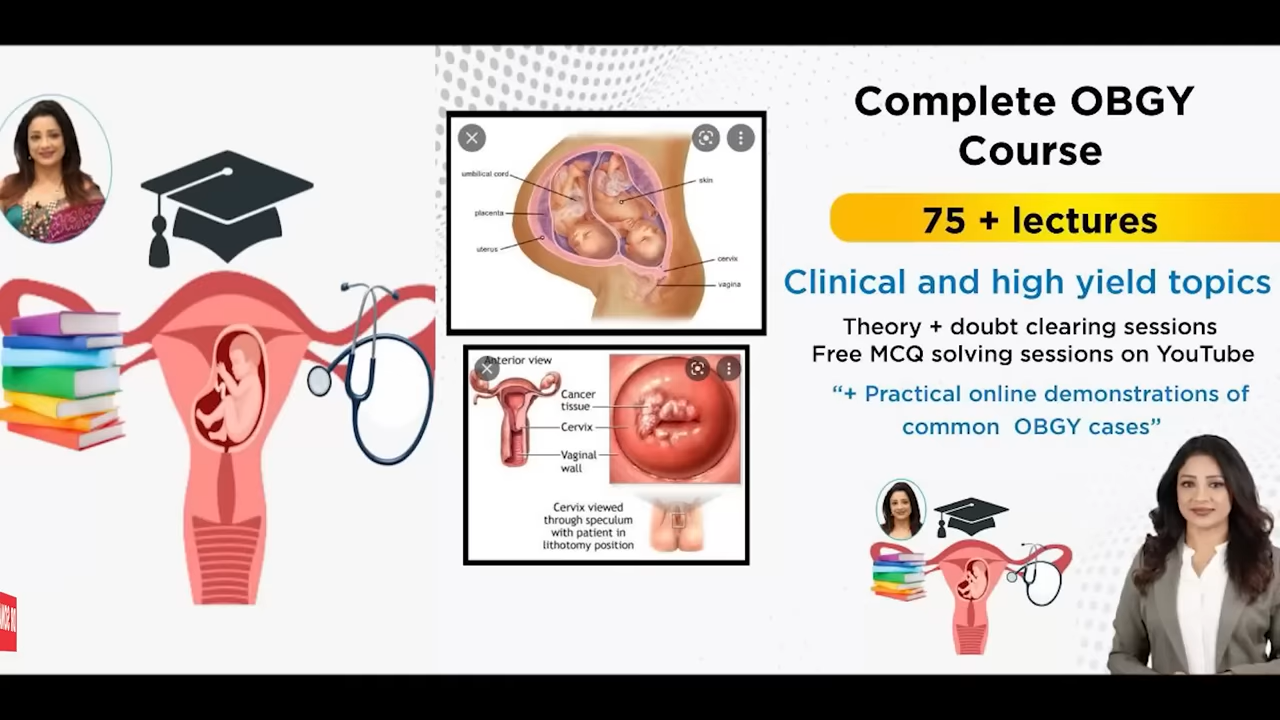 umbilical cord
skin
placenta
uterus
cervix
vagina
Anterior view
Cancer
tissue
Cervix
Vaginal
wall
Cervix viewed
through speculum
with patient in
lithotomy position
Complete OBGY
Course
75 + lectures
Clinical and high yield topics
Theory + doubt clearing sessions
Free MCQ solving sessions on YouTube
“+ Practical online demonstrations of
common OBGY cases”